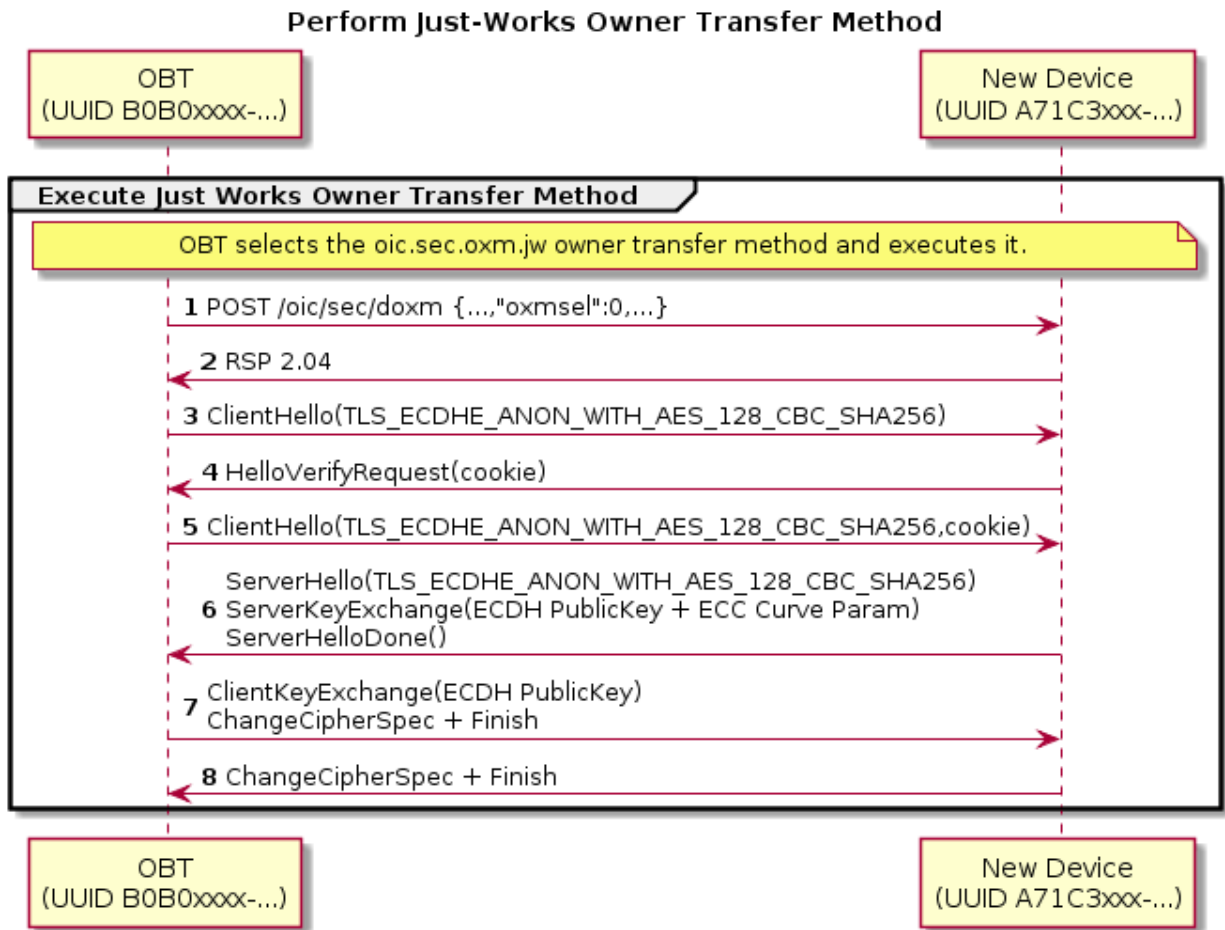 Perform Just-Works Owner Transfer Method
OBT
(UUID B0B0xxxx-...)
New Device
(UUID A71C3xxx-...)
Execute Just Works Owner Transfer Method
OBT selects the oic.sec.oxm.jw owner transfer method and executes it.
1 POST /oic/sec/doxm {...,"oxmsel":0,...}
2 RSP 2.04
3 ClientHello(TLS_ECDHE_ANON_WITH_AES_128_CBC_SHA256)
4 HelloVerifyRequest(cookie)
5 ClientHello(TLS_ECDHE_ANON_WITH_AES_128_CBC_SHA256,cookie)
ServerHello(TLS_ECDHE_ANON_WITH_AES_128_CBC_SHA256)
6 ServerKeyExchange(ECDH PublicKey + ECC Curve Param)
ServerHelloDone()
7 ClientKeyExchange(ECDH PublicKey)
ChangeCipherSpec + Finish
8 ChangeCipherSpec + Finish
OBT
(UUID B0B0xxxx-...)
New Device
(UUID A71C3xxx-...)